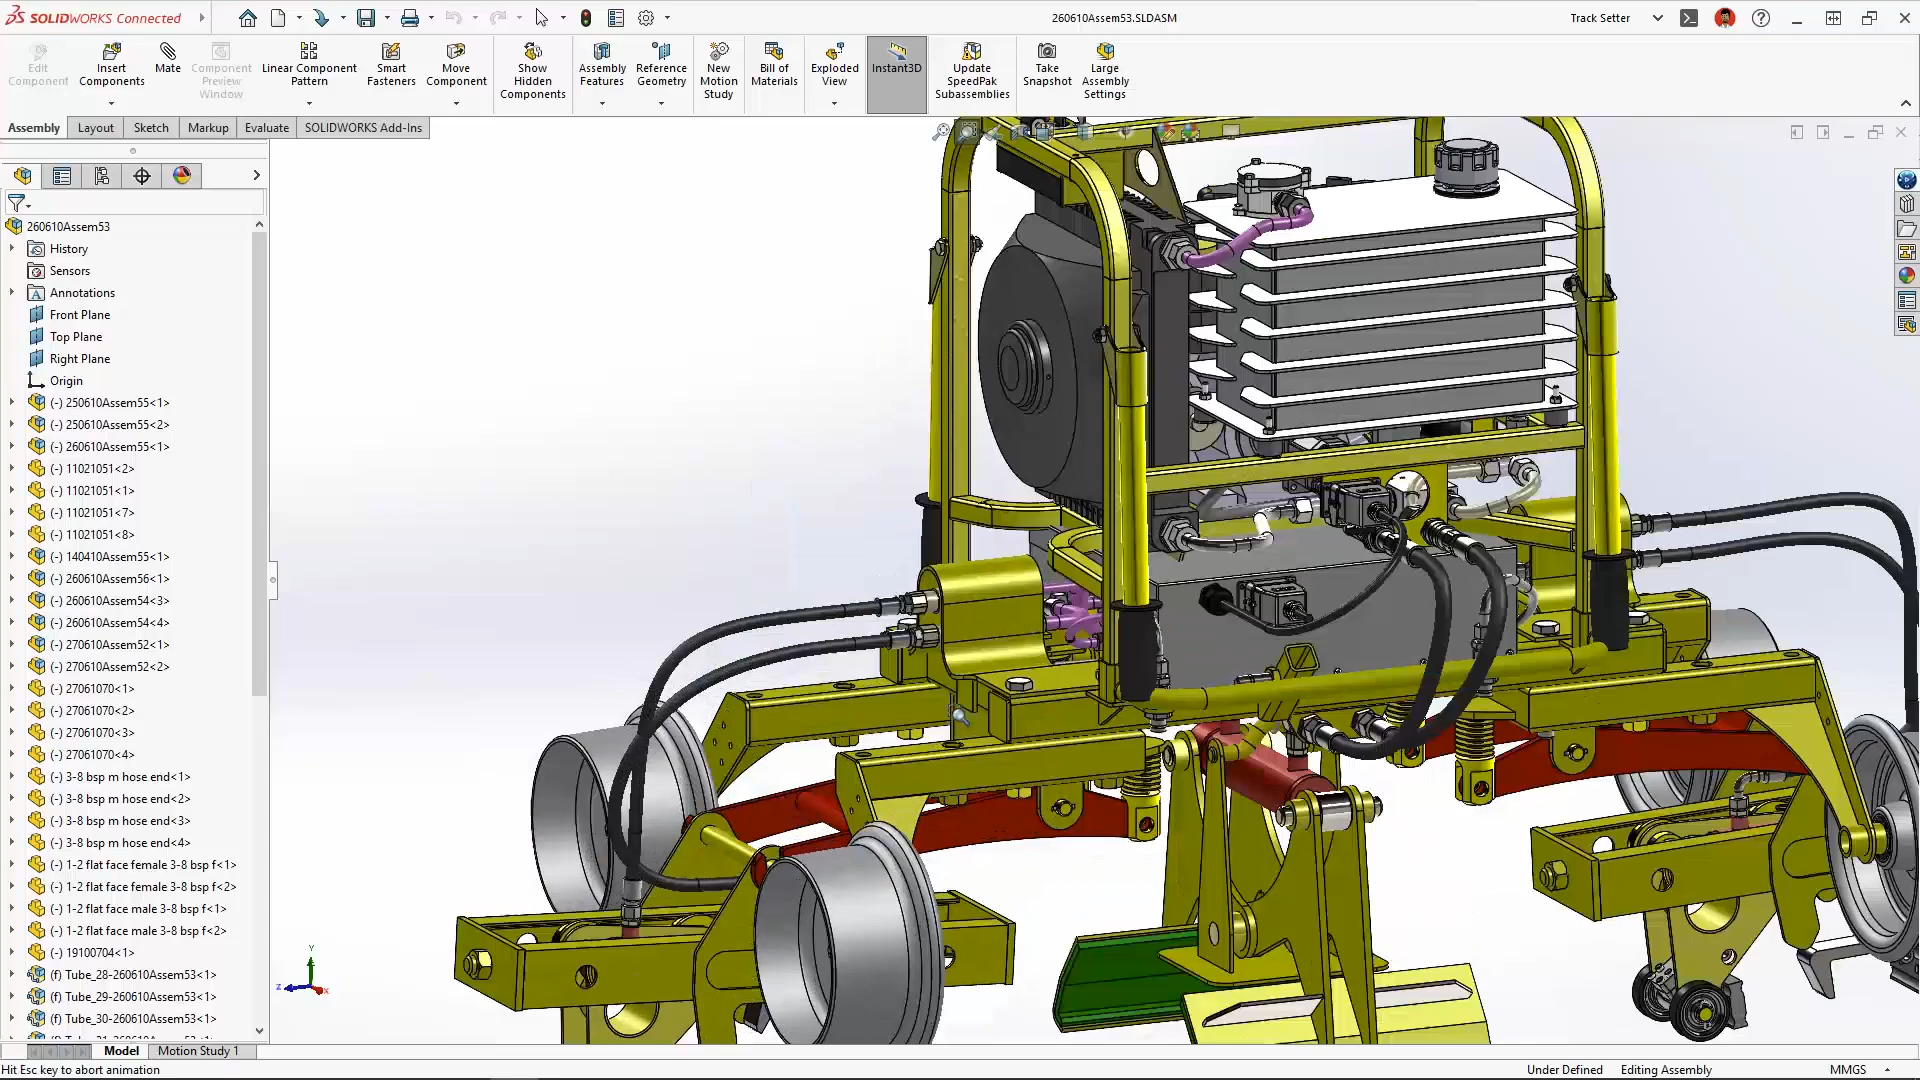 SOLIDWORKS Connected
260610Assem53.SLDASM
Track Setter
Edit Component
Insert Components
Mate
Component Preview Window
Linear Component Pattern
Smart Fasteners
Move Component
Show Hidden Components
Assembly Features
Reference Geometry
New Motion Study
Bill of Materials
Exploded View
Instant3D
Update SpeedPak Subassemblies
Take Snapshot
Large Assembly Settings
Assembly
Layout
Sketch
Markup
Evaluate
SOLIDWORKS Add-Ins
260610Assem53
History
Sensors
Annotations
Front Plane
Top Plane
Right Plane
Origin
(-) 250610Assem55<1>
(-) 250610Assem55<2>
(-) 260610Assem55<1>
(-) 11021051<2>
(-) 11021051<1>
(-) 11021051<7>
(-) 11021051<8>
(-) 140410Assem55<1>
(-) 260610Assem56<1>
(-) 260610Assem54<3>
(-) 260610Assem54<4>
(-) 270610Assem52<1>
(-) 270610Assem52<2>
(-) 27061070<1>
(-) 27061070<2>
(-) 27061070<3>
(-) 27061070<4>
(-) 3-8 bsp m hose end<1>
(-) 3-8 bsp m hose end<2>
(-) 3-8 bsp m hose end<3>
(-) 3-8 bsp m hose end<4>
(-) 1-2 flat face female 3-8 bsp f<1>
(-) 1-2 flat face female 3-8 bsp f<2>
(-) 1-2 flat face male 3-8 bsp f<1>
(-) 1-2 flat face male 3-8 bsp f<2>
(-) 19100704<1>
(f) Tube_28-260610Assem53<1>
(f) Tube_29-260610Assem53<1>
(f) Tube_30-260610Assem53<1>
Y
Z
X
Model
Motion Study 1
Hit Esc key to abort animation
Under Defined
Editing Assembly
MMGS